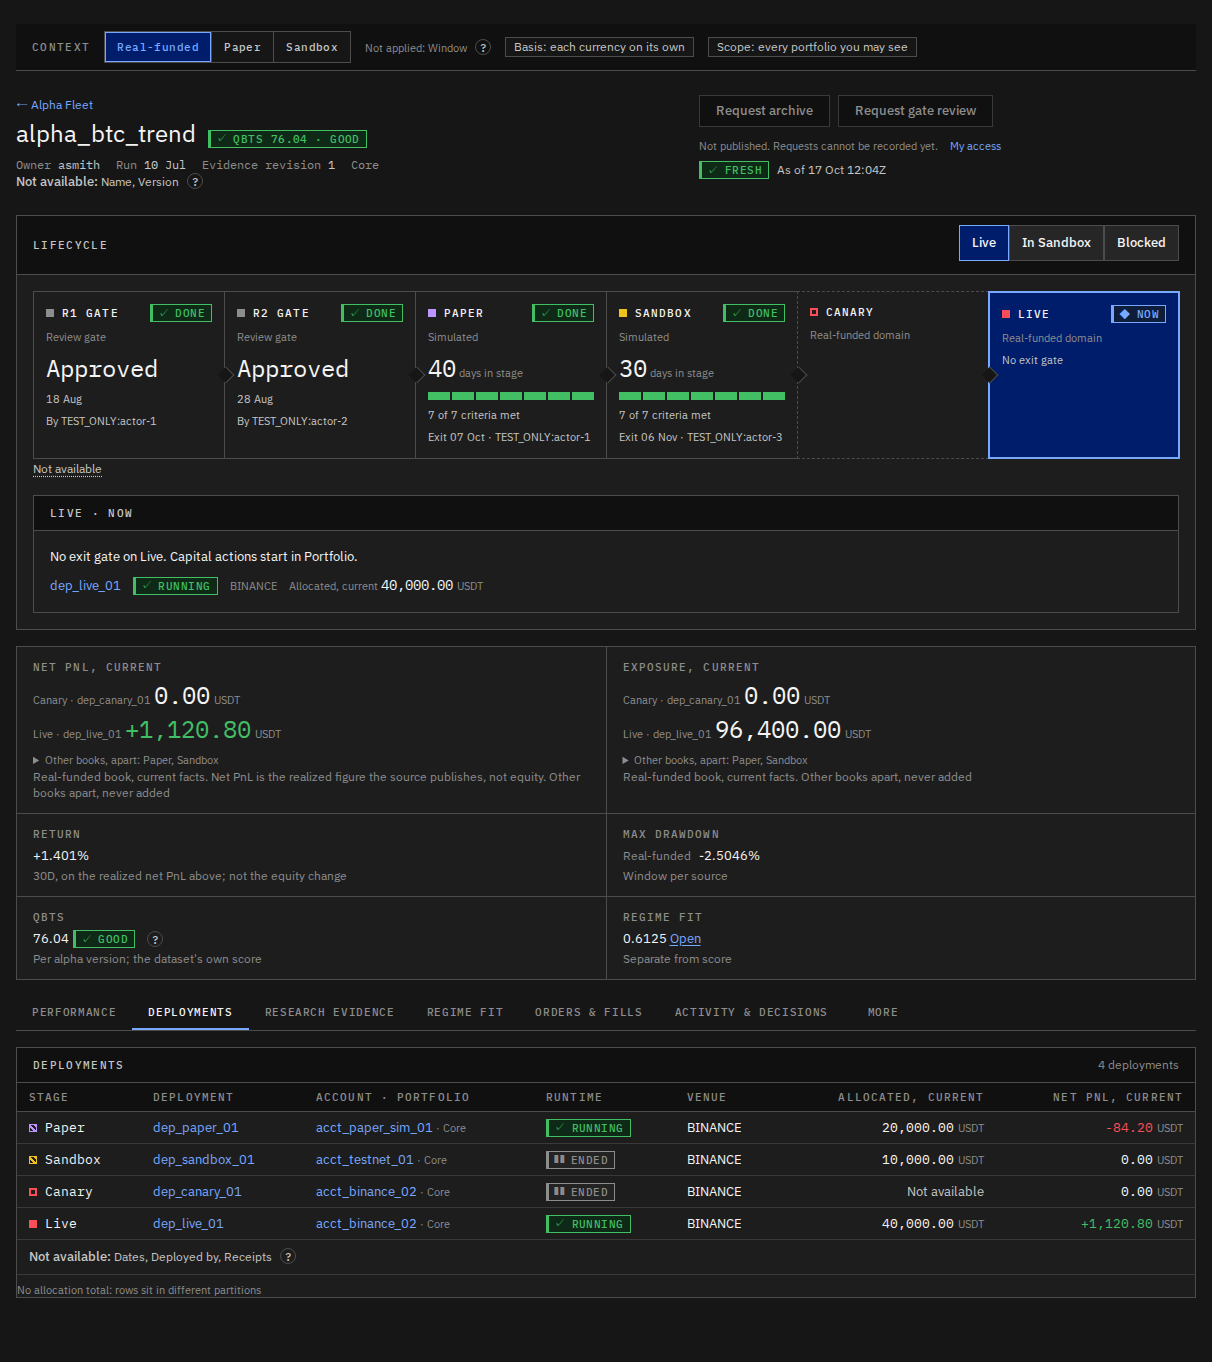 CONTEXT Real-funded Paper Sandbox Not applied: Window ? Basis: each currency on its own Scope: every portfolio you may see
← Alpha Fleet
alpha_btc_trend ✓ QBTS 76.04 · GOOD
Owner asmith Run 10 Jul Evidence revision 1 Core
Not available: Name, Version ?
Request archive Request gate review
Not published. Requests cannot be recorded yet. My access
✓ FRESH As of 17 Oct 12:04Z
LIFECYCLE Live In Sandbox Blocked
R1 GATE ✓ DONE
Review gate
Approved
18 Aug
By TEST_ONLY:actor-1
R2 GATE ✓ DONE
Review gate
Approved
28 Aug
By TEST_ONLY:actor-2
PAPER ✓ DONE
Simulated
40 days in stage
7 of 7 criteria met
Exit 07 Oct · TEST_ONLY:actor-1
SANDBOX ✓ DONE
Simulated
30 days in stage
7 of 7 criteria met
Exit 06 Nov · TEST_ONLY:actor-3
CANARY
Real-funded domain
LIVE ◆ NOW
Real-funded domain
No exit gate
Not available
LIVE · NOW
No exit gate on Live. Capital actions start in Portfolio.
dep_live_01 ✓ RUNNING BINANCE Allocated, current 40,000.00 USDT
NET PNL, CURRENT
Canary · dep_canary_01 0.00 USDT
Live · dep_live_01 +1,120.80 USDT
▶ Other books, apart: Paper, Sandbox
Real-funded book, current facts. Net PnL is the realized figure the source publishes, not equity. Other
books apart, never added
EXPOSURE, CURRENT
Canary · dep_canary_01 0.00 USDT
Live · dep_live_01 96,400.00 USDT
▶ Other books, apart: Paper, Sandbox
Real-funded book, current facts. Other books apart, never added
RETURN
+1.401%
30D, on the realized net PnL above; not the equity change
MAX DRAWDOWN
Real-funded -2.5046%
Window per source
QBTS
76.04 ✓ GOOD ?
Per alpha version; the dataset's own score
REGIME FIT
0.6125 Open
Separate from score
PERFORMANCE DEPLOYMENTS RESEARCH EVIDENCE REGIME FIT ORDERS & FILLS ACTIVITY & DECISIONS MORE
DEPLOYMENTS 4 deployments
STAGE DEPLOYMENT ACCOUNT · PORTFOLIO RUNTIME VENUE ALLOCATED, CURRENT NET PNL, CURRENT
Paper dep_paper_01 acct_paper_sim_01 · Core ✓ RUNNING BINANCE 20,000.00 USDT -84.20 USDT
Sandbox dep_sandbox_01 acct_testnet_01 · Core ENDED BINANCE 10,000.00 USDT 0.00 USDT
Canary dep_canary_01 acct_binance_02 · Core ENDED BINANCE Not available 0.00 USDT
Live dep_live_01 acct_binance_02 · Core ✓ RUNNING BINANCE 40,000.00 USDT +1,120.80 USDT
Not available: Dates, Deployed by, Receipts ?
No allocation total: rows sit in different partitions